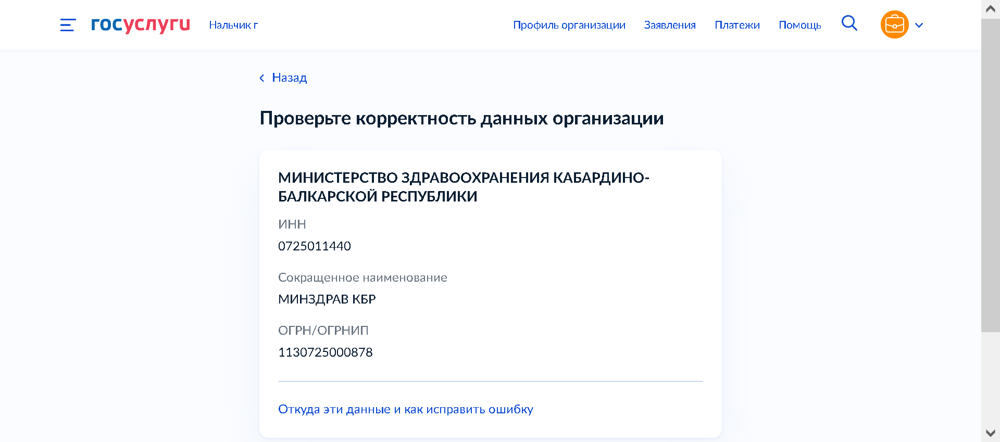 госуслуги
Нальчик г
Профиль организации
Заявления
Платежи
Помощь
Назад
Проверьте корректность данных организации
МИНИСТЕРСТВО ЗДРАВООХРАНЕНИЯ КАБАРДИНО-
БАЛКАРСКОЙ РЕСПУБЛИКИ
ИНН
0725011440
Сокращенное наименование
МИНЗДРАВ КБР
ОГРН/ОГРНИП
1130725000878
Откуда эти данные и как исправить ошибку